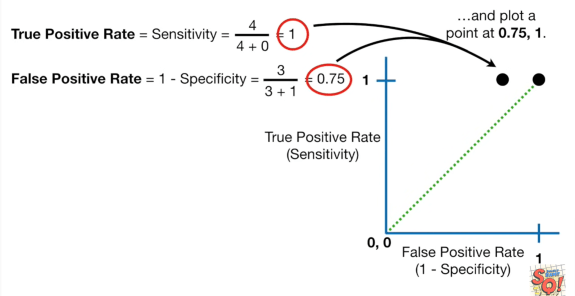 …and plot a
point at 0.75, 1.
True Positive Rate = Sensitivity = 4 / 4 + 0 = 1
False Positive Rate = 1 - Specificity = 3 / 3 + 1 = 0.75
1
True Positive Rate
(Sensitivity)
0, 0
False Positive Rate
(1 - Specificity)
1
SQ!